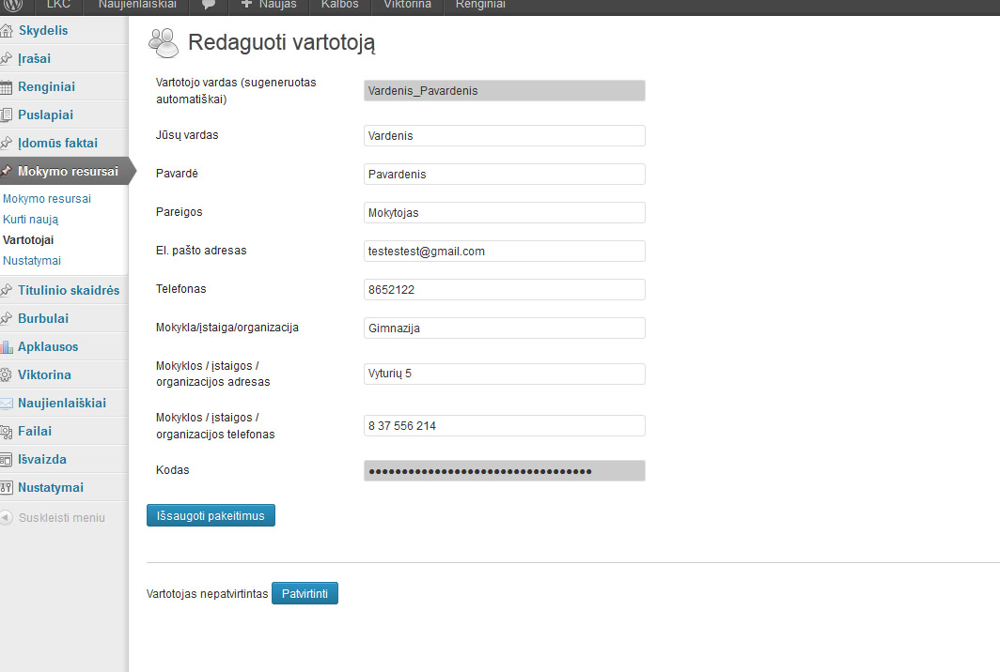 LKC Naujienlaiškiai Naujas Kalbos Viktorina Renginiai
Skydelis
Įrašai
Renginiai
Puslapiai
Įdomūs faktai
Mokymo resursai
Mokymo resursai
Kurti naują
Vartotojai
Nustatymai
Titulinio skaidrės
Burbulai
Apklausos
Viktorina
Naujienlaiškiai
Failai
Išvaizda
Nustatymai
Suskleisti meniu
Redaguoti vartotoją
Vartotojo vardas (sugeneruotas
automatiškai)
Vardenis_Pavardenis
Jūsų vardas
Vardenis
Pavardė
Pavardenis
Pareigos
Mokytojas
El. pašto adresas
testestest@gmail.com
Telefonas
8652122
Mokykla/įstaiga/organizacija
Gimnazija
Mokyklos / įstaigos /
organizacijos adresas
Vyturių 5
Mokyklos / įstaigos /
organizacijos telefonas
8 37 556 214
Kodas
●●●●●●●●●●●●●●●●●●●●●●●●●●●●●●●●●●
Išsaugoti pakeitimus
Vartotojas nepatvirtintas Patvirtinti